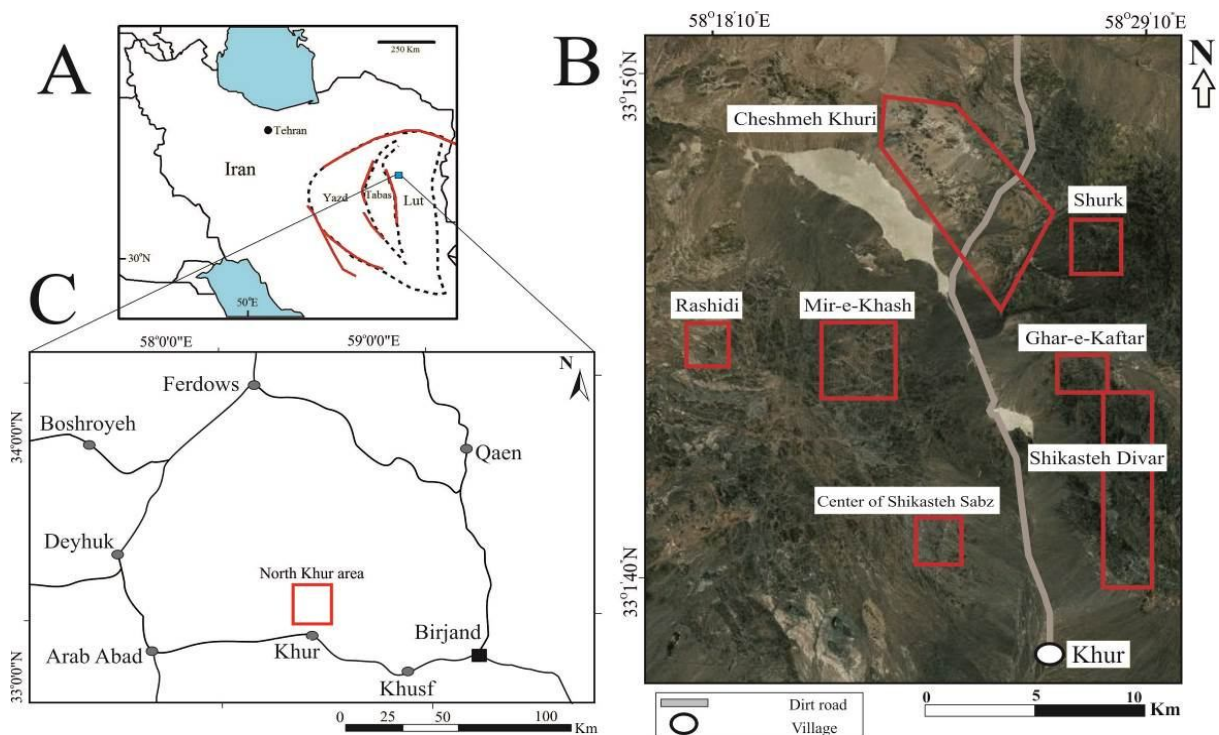 A
250 Km
Tehran
Iran
Yazd
Tabas
Lut
30°N
50°E
B
58°18'10"E
58°29'10"E
N
33°1'50"N
33°1'40"N
Cheshmeh Khuri
Shurk
Rashidi
Mir-e-Khash
Ghar-e-Kaftar
Shikasteh Divar
Center of Shikasteh Sabz
Khur
Dirt road
Village
0 5 10
Km
C
58°0'0"E
59°0'0"E
N
34°0'0"N
33°0'0"N
Ferdows
Boshroyeh
Qaen
Deyhuk
North Khur area
Arab Abad
Khur
Birjand
Khusf
0 25 50 100
Km